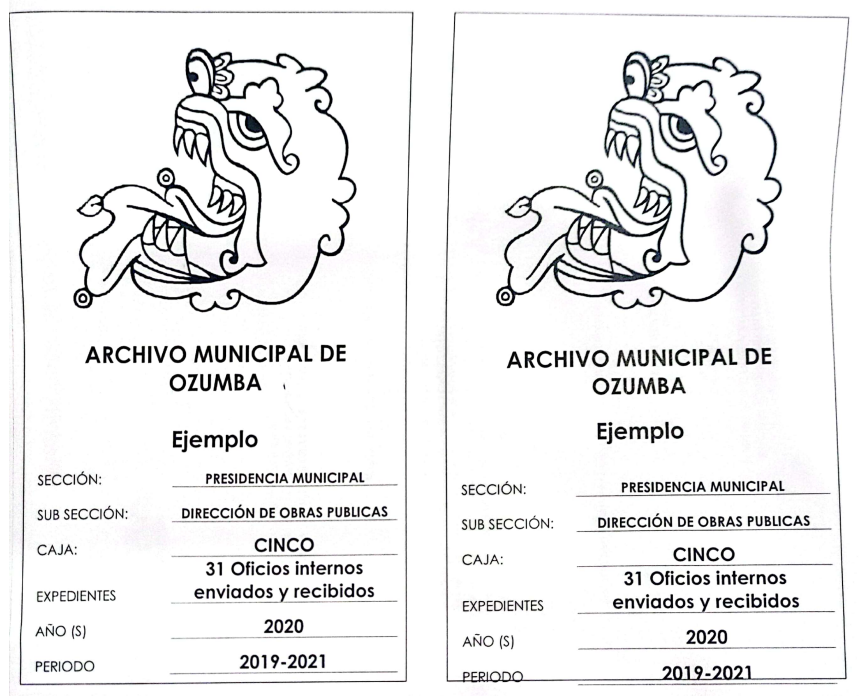 ARCHIVO MUNICIPAL DE
OZUMBA
Ejemplo
SECCIÓN: PRESIDENCIA MUNICIPAL
SUB SECCIÓN: DIRECCIÓN DE OBRAS PUBLICAS
CAJA: CINCO
31 Oficios internos
EXPEDIENTES enviados y recibidos
AÑO (S) 2020
PERIODO 2019-2021
ARCHIVO MUNICIPAL DE
OZUMBA
Ejemplo
SECCIÓN: PRESIDENCIA MUNICIPAL
SUB SECCIÓN: DIRECCIÓN DE OBRAS PUBLICAS
CAJA: CINCO
31 Oficios internos
EXPEDIENTES enviados y recibidos
AÑO (S) 2020
PERIODO 2019-2021